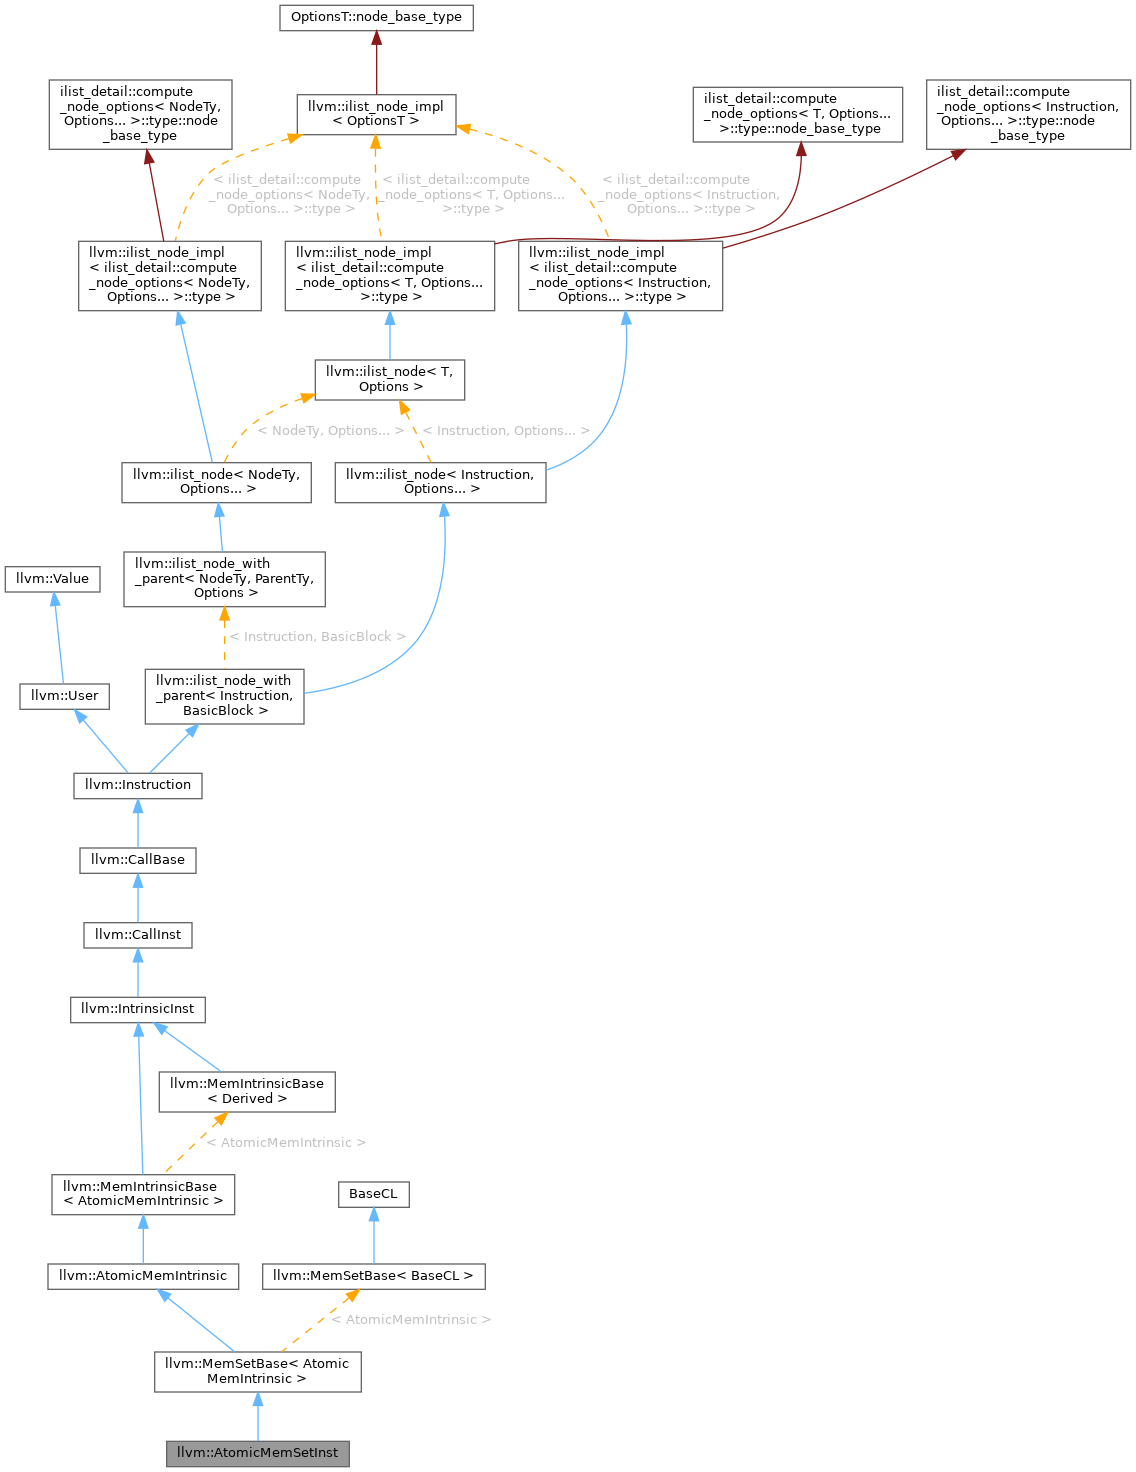 OptionsT::node_base_type
ilist_detail::compute
_node_options< NodeTy,
Options... >::type::node
_base_type
llvm::ilist_node_impl
< OptionsT >
ilist_detail::compute
_node_options< T, Options...
>::type::node_base_type
ilist_detail::compute
_node_options< Instruction,
Options... >::type::node
_base_type
< ilist_detail::compute
_node_options< NodeTy,
Options... >::type >
< ilist_detail::compute
_node_options< T, Options...
>::type >
< ilist_detail::compute
_node_options< Instruction,
Options... >::type >
llvm::ilist_node_impl
< ilist_detail::compute
_node_options< NodeTy,
Options... >::type >
llvm::ilist_node_impl
< ilist_detail::compute
_node_options< T, Options...
>::type >
llvm::ilist_node_impl
< ilist_detail::compute
_node_options< Instruction,
Options... >::type >
llvm::ilist_node< T,
Options >
< NodeTy, Options... >
< Instruction, Options... >
llvm::ilist_node< NodeTy,
Options... >
llvm::ilist_node< Instruction,
Options... >
llvm::Value
llvm::ilist_node_with
_parent< NodeTy, ParentTy,
Options >
< Instruction, BasicBlock >
llvm::User
llvm::ilist_node_with
_parent< Instruction,
BasicBlock >
llvm::Instruction
llvm::CallBase
llvm::CallInst
llvm::IntrinsicInst
llvm::MemIntrinsicBase
< Derived >
< AtomicMemIntrinsic >
llvm::MemIntrinsicBase
< AtomicMemIntrinsic >
BaseCL
llvm::AtomicMemIntrinsic
llvm::MemSetBase< BaseCL >
< AtomicMemIntrinsic >
llvm::MemSetBase< Atomic
MemIntrinsic >
llvm::AtomicMemSetInst